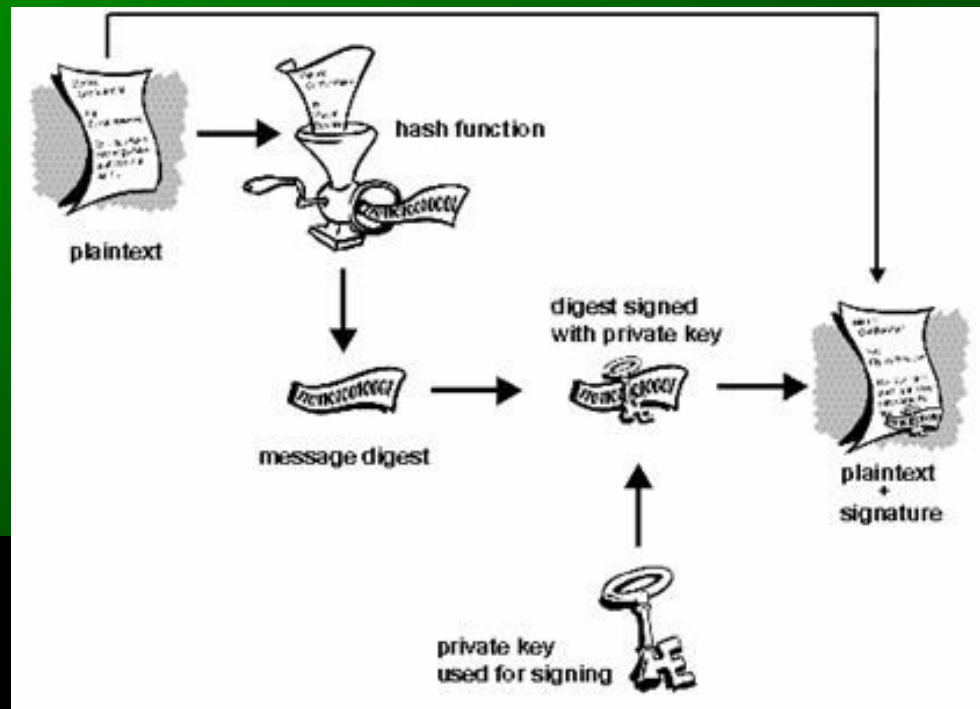 hash function
plaintext
digest signed
with private key
message digest
plaintext
+
signature
private key
used for signing